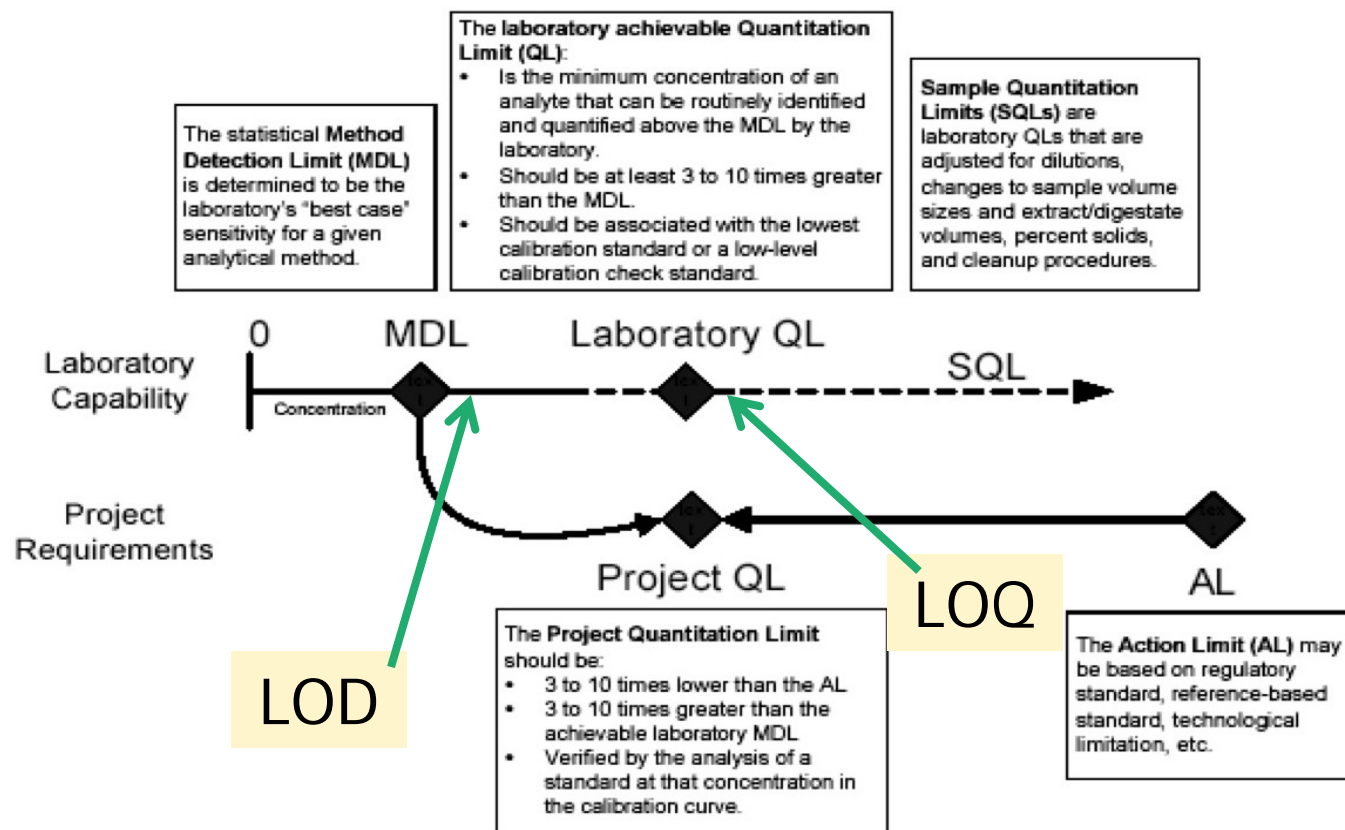 The statistical Method
Detection Limit (MDL)
is determined to be the
laboratory's "best case"
sensitivity for a given
analytical method.
The laboratory achievable Quantitation
Limit (QL):
• Is the minimum concentration of an
analyte that can be routinely identified
and quantified above the MDL by the
laboratory.
• Should be at least 3 to 10 times greater
than the MDL.
• Should be associated with the lowest
calibration standard or a low-level
calibration check standard.
Sample Quantitation
Limits (SQLs) are
laboratory QLs that are
adjusted for dilutions,
changes to sample volume
sizes and extract/digestate
volumes, percent solids,
and cleanup procedures.
0
MDL
Laboratory QL
SQL
Laboratory
Capability
Concentration
tex
t
tex
t
Project
Requirements
tex
t
tex
t
Project QL
AL
LOD
LOQ
The Project Quantitation Limit
should be:
• 3 to 10 times lower than the AL
• 3 to 10 times greater than the
achievable laboratory MDL
• Verified by the analysis of a
standard at that concentration in
the calibration curve.
The Action Limit (AL) may
be based on regulatory
standard, reference-based
standard, technological
limitation, etc.